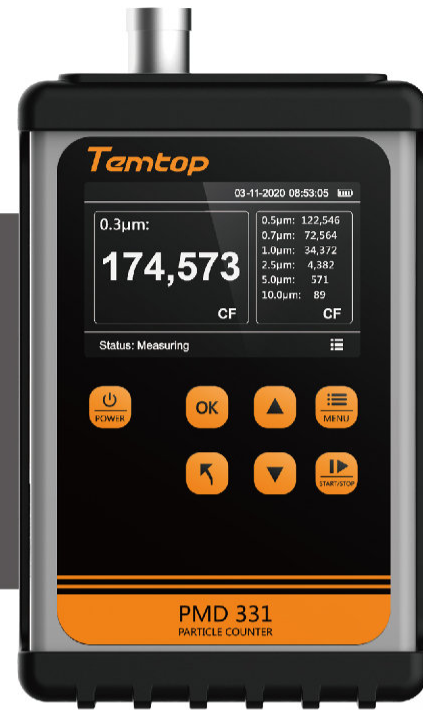 Temtop
03-11-2020 08:53:05
0.3µm:
174,573
CF
0.5µm: 122,546
0.7µm: 72,564
1.0µm: 34,372
2.5µm: 4,382
5.0µm: 571
10.0µm: 89
CF
Status: Measuring
POWER
OK
MENU
START/STOP
PMD 331
PARTICLE COUNTER